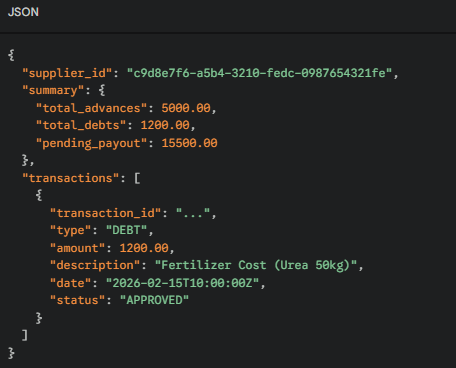 JSON
{
"supplier_id": "c9d8e7f6-a5b4-3210-fedc-0987654321fe",
"summary": {
"total_advances": 5000.00,
"total_debts": 1200.00,
"pending_payout": 15500.00
},
"transactions": [
{
"transaction_id": "...",
"type": "DEBT",
"amount": 1200.00,
"description": "Fertilizer Cost (Urea 50kg)",
"date": "2026-02-15T10:00:00Z",
"status": "APPROVED"
}
]
}